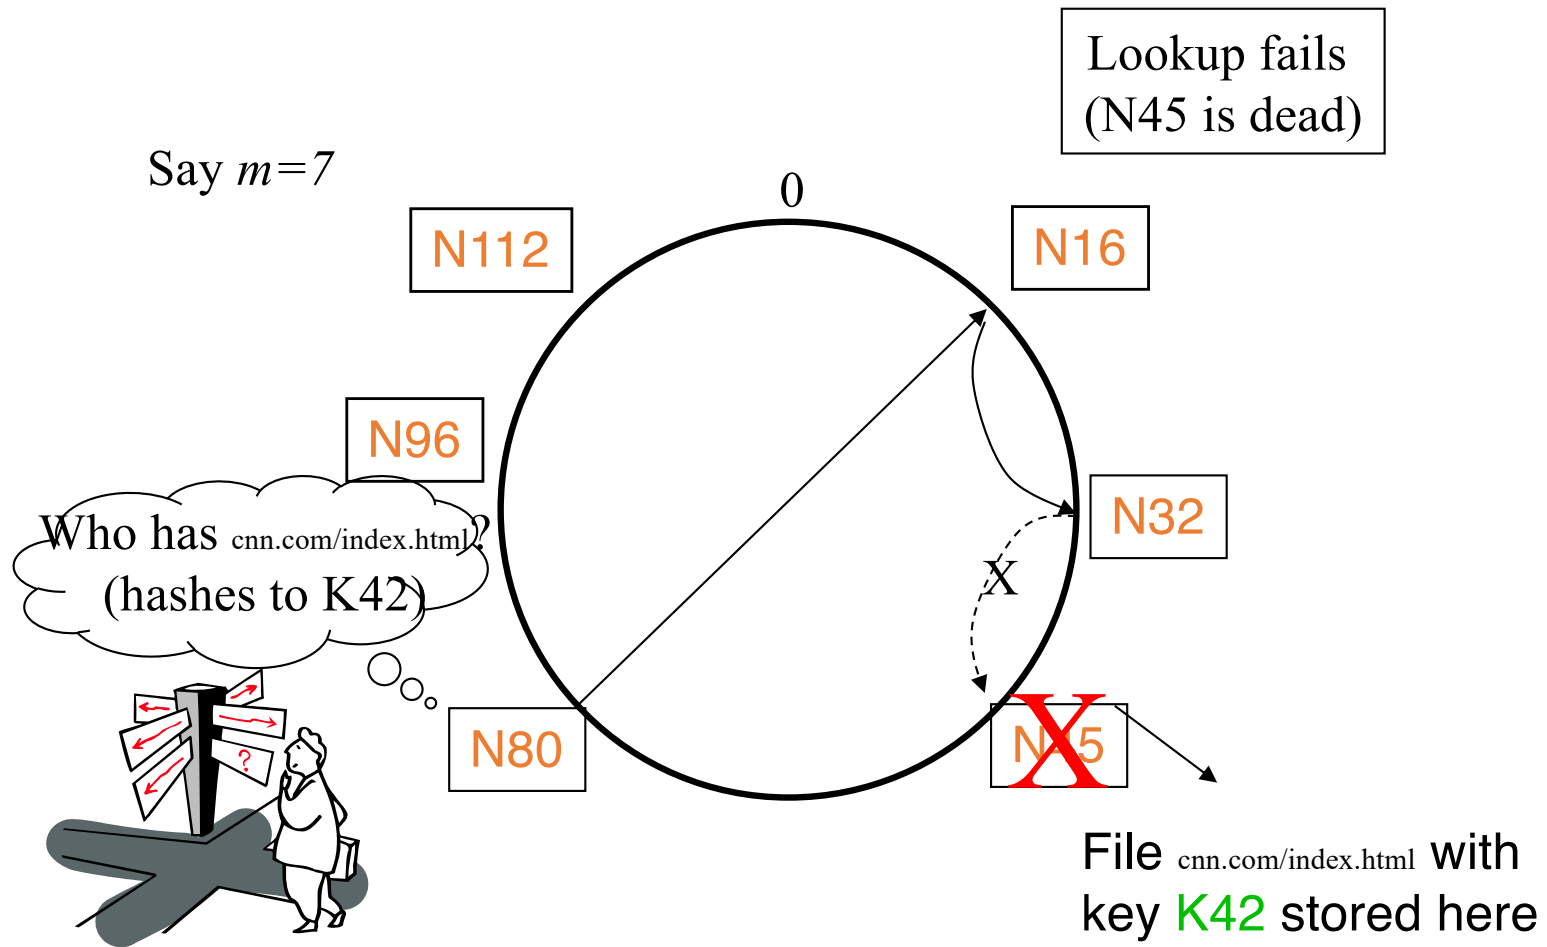 Lookup fails
(N45 is dead)
Say m=7
0
N112
N16
N96
N32
Who has cnn.com/index.html?
(hashes to K42)
X
N80
N45
X
?
File cnn.com/index.html with
key K42 stored here